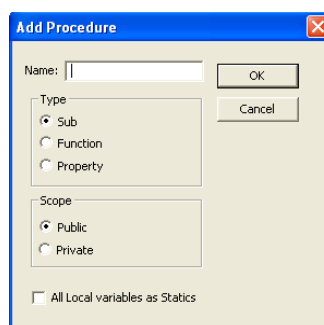 Add Procedure
Name:
OK
Cancel
Type
Sub
Function
Property
Scope
Public
Private
All Local variables as Statics